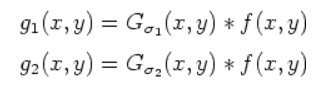 g₁(x, y) = G_σ₁(x, y) * f(x, y)
g₂(x, y) = G_σ₂(x, y) * f(x, y)